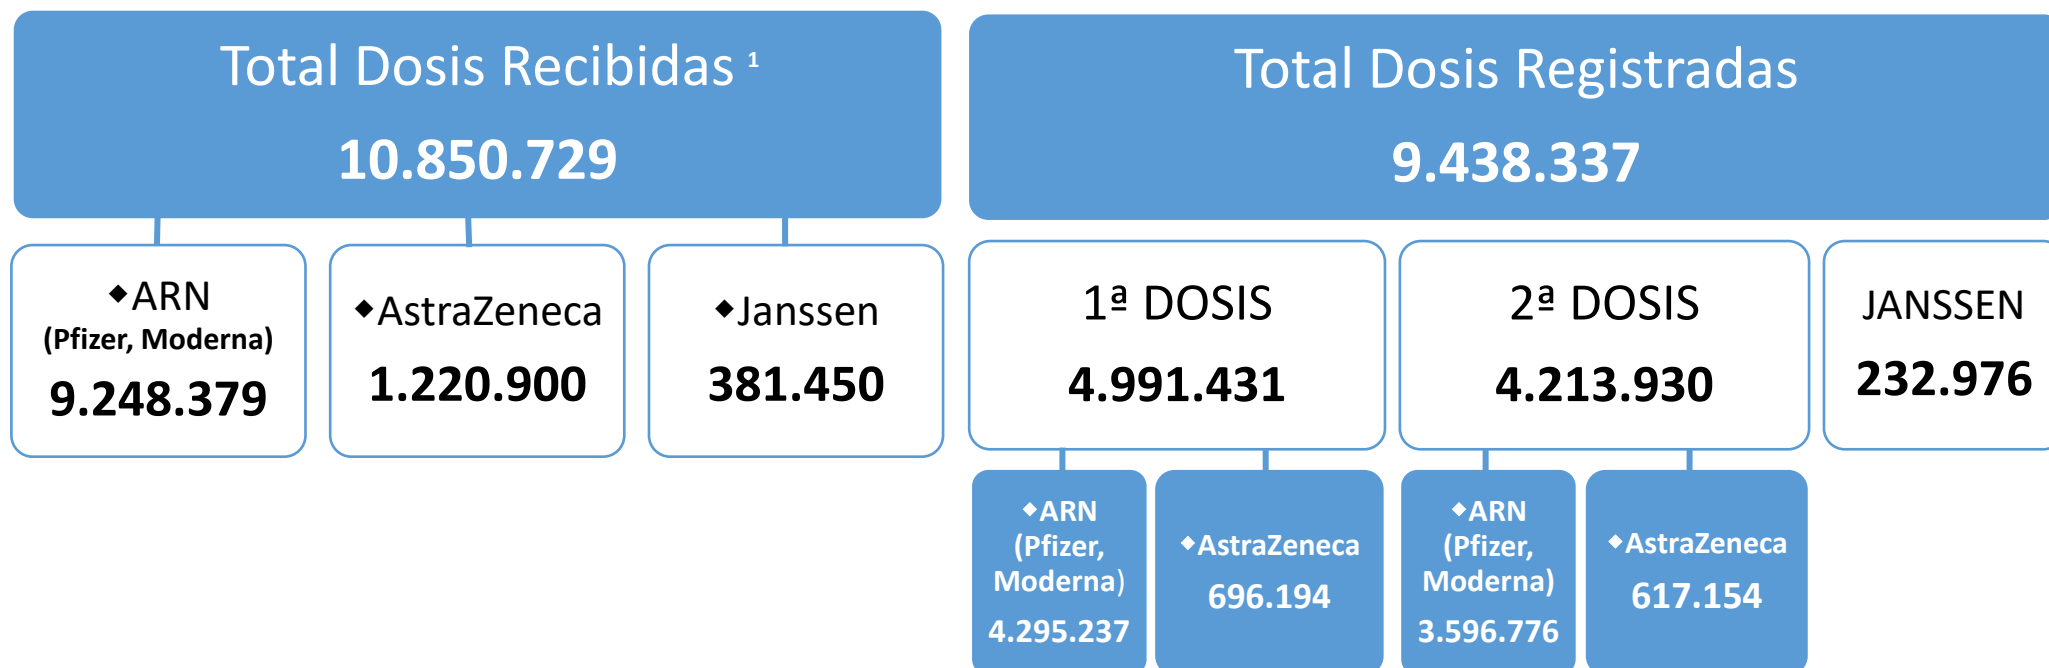 Total Dosis Recibidas 1
10.850.729
◆ARN
(Pfizer, Moderna)
9.248.379
◆AstraZeneca
1.220.900
◆Janssen
381.450
Total Dosis Registradas
9.438.337
1ª DOSIS
4.991.431
◆ARN
(Pfizer,
Moderna)
4.295.237
◆AstraZeneca
696.194
2ª DOSIS
4.213.930
◆ARN
(Pfizer,
Moderna)
3.596.776
◆AstraZeneca
617.154
JANSSEN
232.976